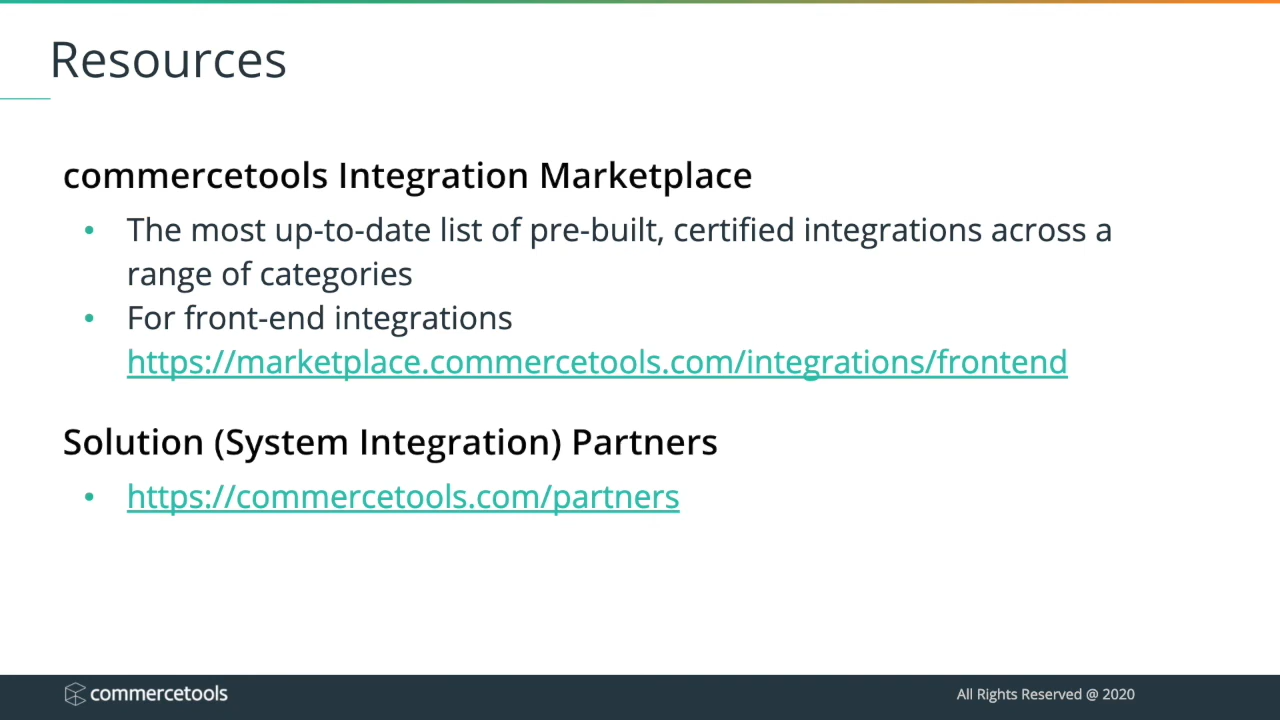 Resources
commercetools Integration Marketplace
• The most up-to-date list of pre-built, certified integrations across a
range of categories
• For front-end integrations
https://marketplace.commercetools.com/integrations/frontend
Solution (System Integration) Partners
• https://commercetools.com/partners
commercetools
All Rights Reserved @ 2020